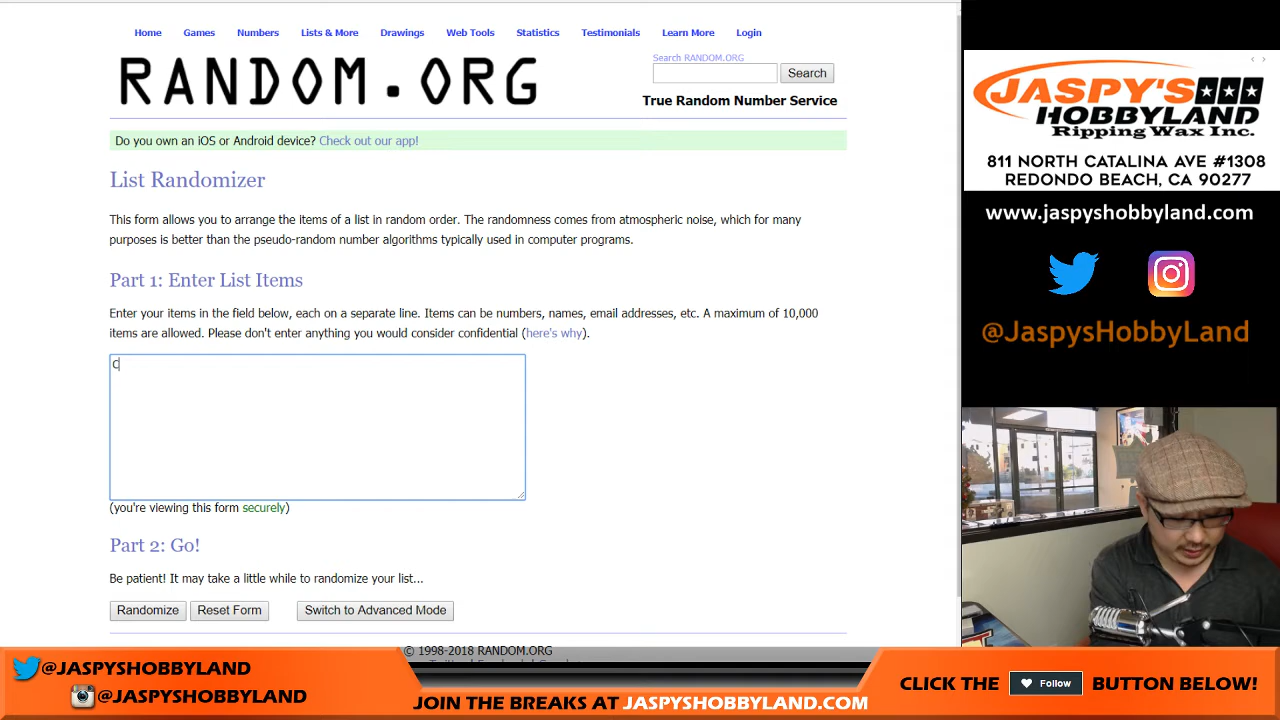 Home Games Numbers Lists & More Drawings Web Tools Statistics Testimonials Learn More Login
RANDOM.ORG
Search RANDOM.ORG
Search
True Random Number Service
Do you own an iOS or Android device? Check out our app!
List Randomizer
This form allows you to arrange the items of a list in random order. The randomness comes from atmospheric noise, which for many
purposes is better than the pseudo-random number algorithms typically used in computer programs.
Part 1: Enter List Items
Enter your items in the field below, each on a separate line. Items can be numbers, names, email addresses, etc. A maximum of 10,000
items are allowed. Please don't enter anything you would consider confidential (here's why).
C
(you're viewing this form securely)
Part 2: Go!
Be patient! It may take a little while to randomize your list...
Randomize Reset Form Switch to Advanced Mode
© 1998-2018 RANDOM.ORG
JASPY'S
HOBBYLAND
Ripping Wax Inc.
811 NORTH CATALINA AVE #1308
REDONDO BEACH, CA 90277
www.jaspyshobbyland.com
@JaspysHobbyLand
@JASPYSHOBBYLAND
@JASPYSHOBBYLAND
JOIN THE BREAKS AT JASPYSHOBBYLAND.COM
CLICK THE Follow BUTTON BELOW!